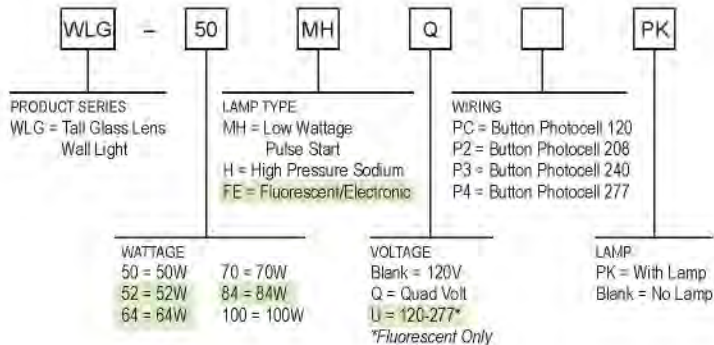 WLG - 50 MH Q PK
PRODUCT SERIES
WLG = Tall Glass Lens
Wall Light
LAMP TYPE
MH = Low Wattage
Pulse Start
H = High Pressure Sodium
FE = Fluorescent/Electronic
WIRING
PC = Button Photocell 120
P2 = Button Photocell 208
P3 = Button Photocell 240
P4 = Button Photocell 277
WATTAGE
50 = 50W 70 = 70W
52 = 52W 84 = 84W
64 = 64W 100 = 100W
VOLTAGE
Blank = 120V
Q = Quad Volt
U = 120-277*
*Fluorescent Only
LAMP
PK = With Lamp
Blank = No Lamp